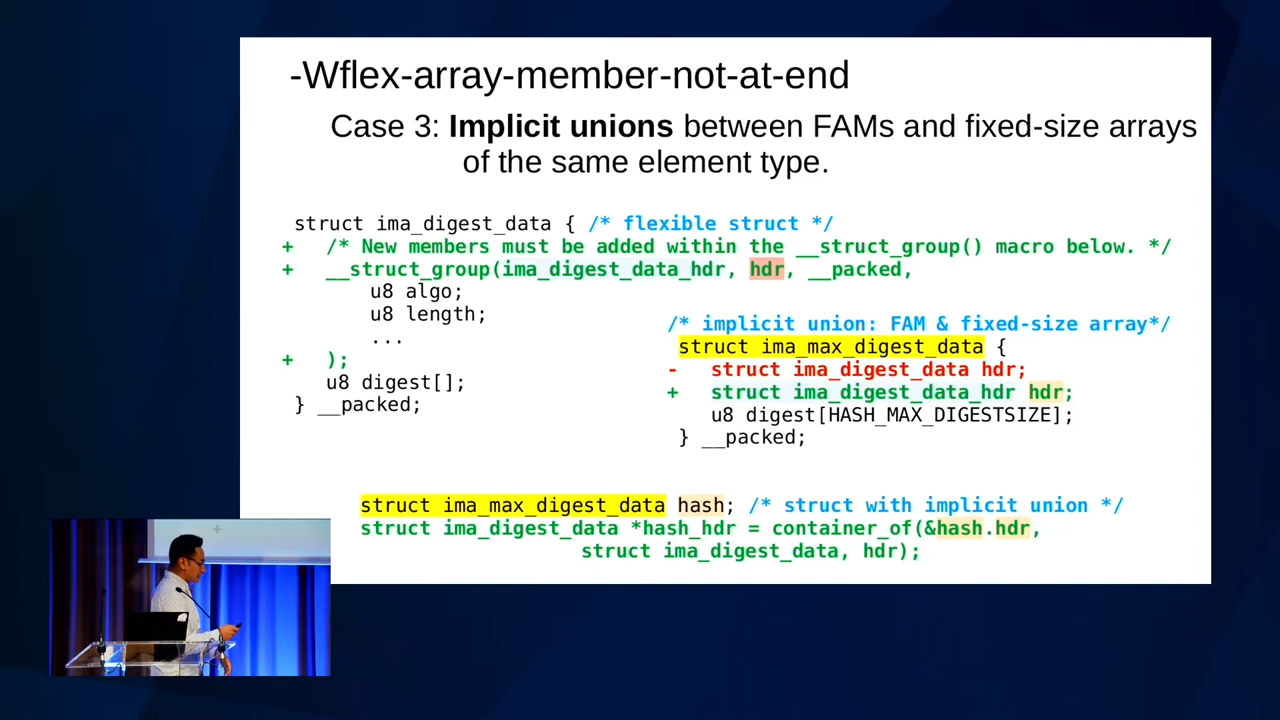 -Wflex-array-member-not-at-end
Case 3: Implicit unions between FAMs and fixed-size arrays
of the same element type.
struct ima_digest_data { /* flexible struct */
+ /* New members must be added within the __struct_group() macro below. */
+ __struct_group(ima_digest_data_hdr, hdr, __packed,
u8 algo;
u8 length;
...
+ );
u8 digest[];
} __packed;
/* implicit union: FAM & fixed-size array*/
struct ima_max_digest_data {
- struct ima_digest_data hdr;
+ struct ima_digest_data_hdr hdr;
u8 digest[HASH_MAX_DIGESTSIZE];
} __packed;
struct ima_max_digest_data hash; /* struct with implicit union */
struct ima_digest_data *hash_hdr = container_of(&hash.hdr,
struct ima_digest_data, hdr);